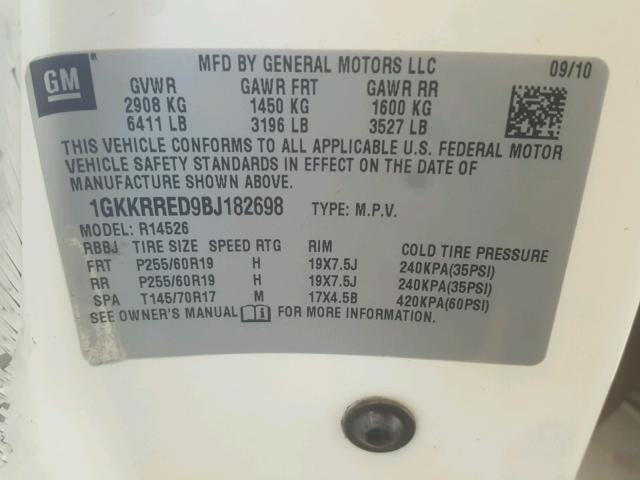 GM
MFD BY GENERAL MOTORS LLC 09/10
GVWR GAWR FRT GAWR RR
2908 KG 1450 KG 1600 KG
6411 LB 3196 LB 3527 LB
THIS VEHICLE CONFORMS TO ALL APPLICABLE U.S. FEDERAL MOTOR
VEHICLE SAFETY STANDARDS IN EFFECT ON THE DATE OF
MANUFACTURE SHOWN ABOVE.
1GKKRRED9BJ182698 TYPE: M.P.V.
MODEL: R14526
RBBJ TIRE SIZE SPEED RTG RIM COLD TIRE PRESSURE
FRT P255/60R19 H 19X7.5J 240KPA(35PSI)
RR P255/60R19 H 19X7.5J 240KPA(35PSI)
SPA T145/70R17 M 17X4.5B 420KPA(60PSI)
SEE OWNER'S MANUAL FOR MORE INFORMATION.